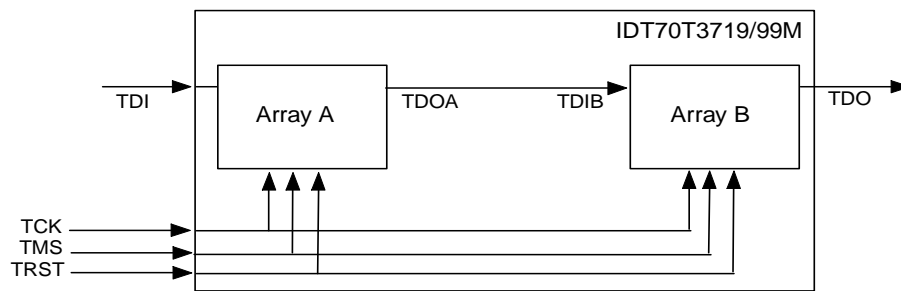 IDT70T3719/99M
TDI
Array A
TDOA
TDIB
Array B
TDO
TCK
TMS
TRST